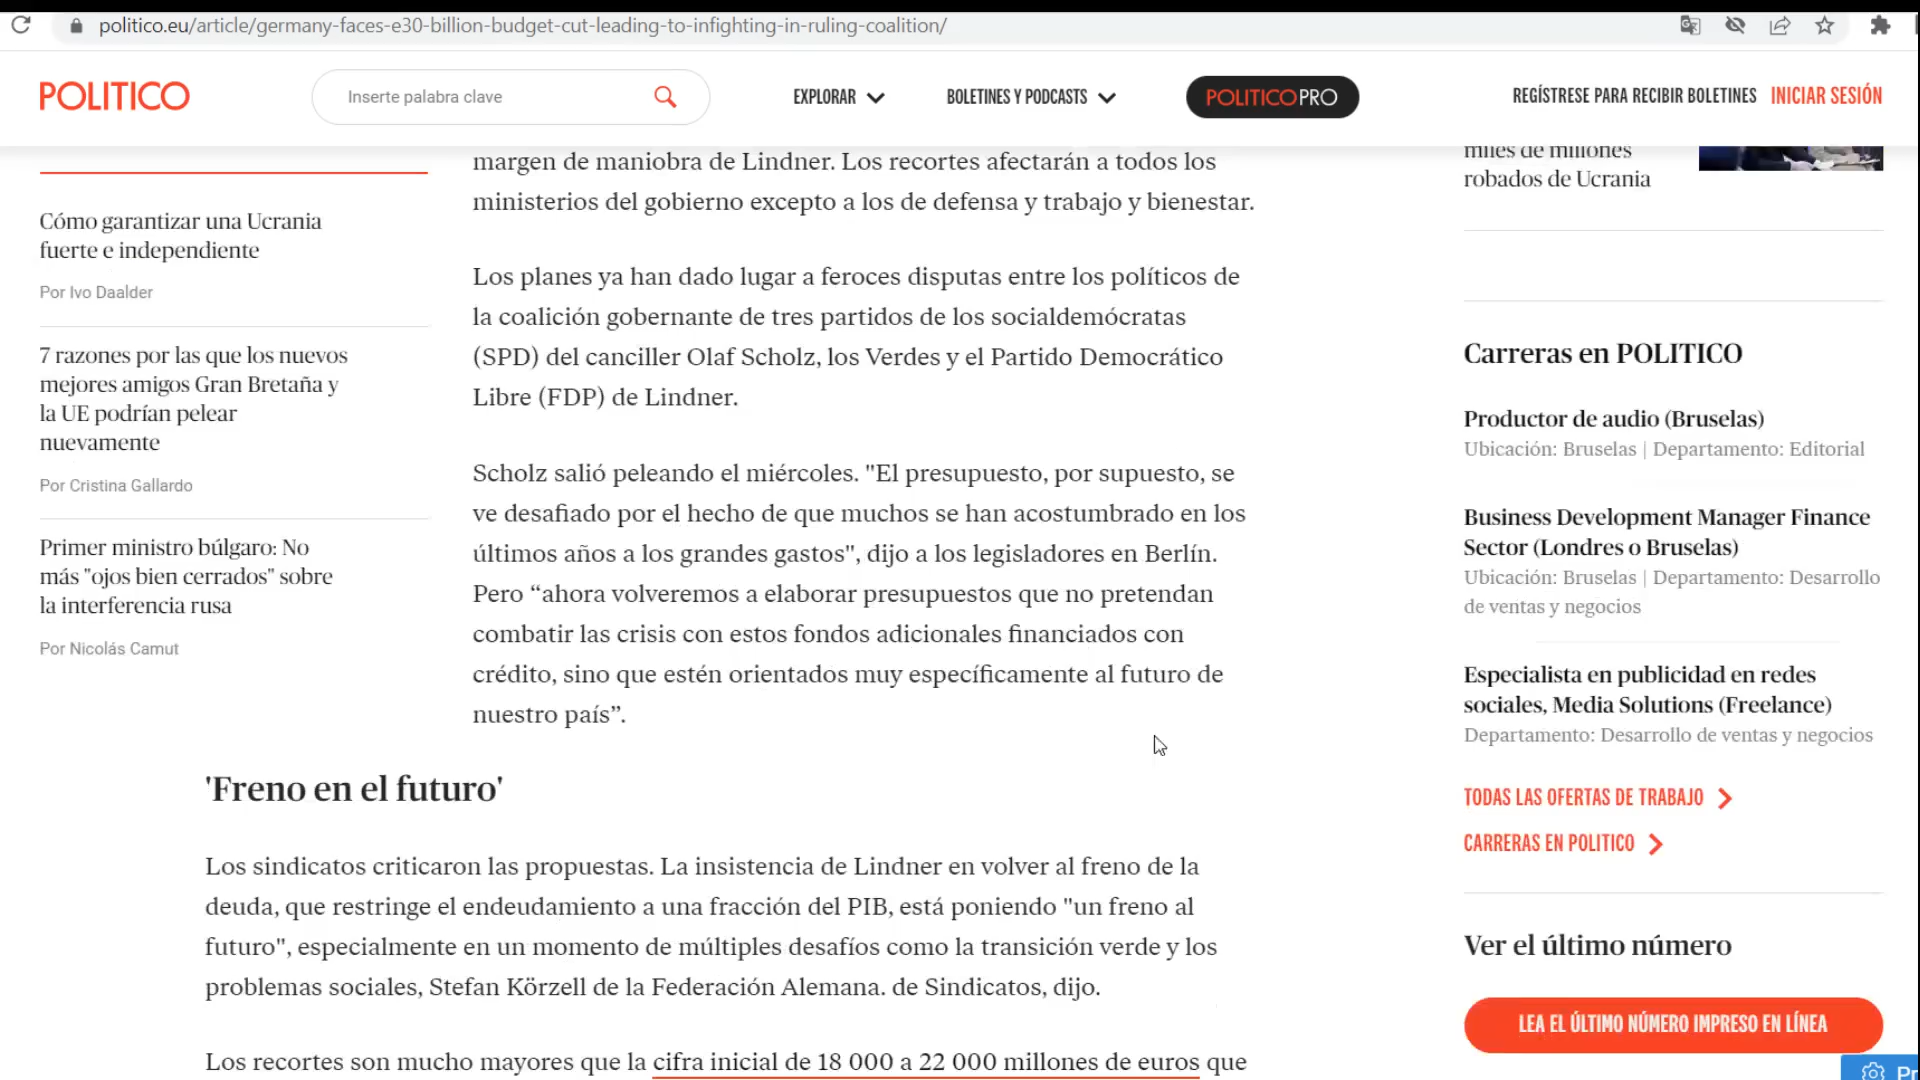 politico.eu/article/germany-faces-e30-billion-budget-cut-leading-to-infighting-in-ruling-coalition/
POLITICO
Inserte palabra clave
EXPLORAR
BOLETINES Y PODCASTS
POLITICO PRO
REGÍSTRESE PARA RECIBIR BOLETINES
INICIAR SESIÓN
Cómo garantizar una Ucrania
fuerte e independiente
Por Ivo Daalder
7 razones por las que los nuevos
mejores amigos Gran Bretaña y
la UE podrían pelear
nuevamente
Por Cristina Gallardo
Primer ministro búlgaro: No
más "ojos bien cerrados" sobre
la interferencia rusa
Por Nicolás Camut
margen de maniobra de Lindner. Los recortes afectarán a todos los
ministerios del gobierno excepto a los de defensa y trabajo y bienestar.
Los planes ya han dado lugar a feroces disputas entre los políticos de
la coalición gobernante de tres partidos de los socialdemócratas
(SPD) del canciller Olaf Scholz, los Verdes y el Partido Democrático
Libre (FDP) de Lindner.
Scholz salió peleando el miércoles. "El presupuesto, por supuesto, se
ve desafiado por el hecho de que muchos se han acostumbrado en los
últimos años a los grandes gastos", dijo a los legisladores en Berlín.
Pero “ahora volveremos a elaborar presupuestos que no pretendan
combatir las crisis con estos fondos adicionales financiados con
crédito, sino que estén orientados muy específicamente al futuro de
nuestro país”.
'Freno en el futuro'
Los sindicatos criticaron las propuestas. La insistencia de Lindner en volver al freno de la
deuda, que restringe el endeudamiento a una fracción del PIB, está poniendo "un freno al
futuro", especialmente en un momento de múltiples desafíos como la transición verde y los
problemas sociales, Stefan Körzell de la Federación Alemana. de Sindicatos, dijo.
Los recortes son mucho mayores que la cifra inicial de 18 000 a 22 000 millones de euros que
miles de millones
robados de Ucrania
Carreras en POLITICO
Productor de audio (Bruselas)
Ubicación: Bruselas | Departamento: Editorial
Business Development Manager Finance
Sector (Londres o Bruselas)
Ubicación: Bruselas | Departamento: Desarrollo
de ventas y negocios
Especialista en publicidad en redes
sociales, Media Solutions (Freelance)
Departamento: Desarrollo de ventas y negocios
TODAS LAS OFERTAS DE TRABAJO
CARRERAS EN POLITICO
Ver el último número
LEA EL ÚLTIMO NÚMERO IMPRESO EN LÍNEA